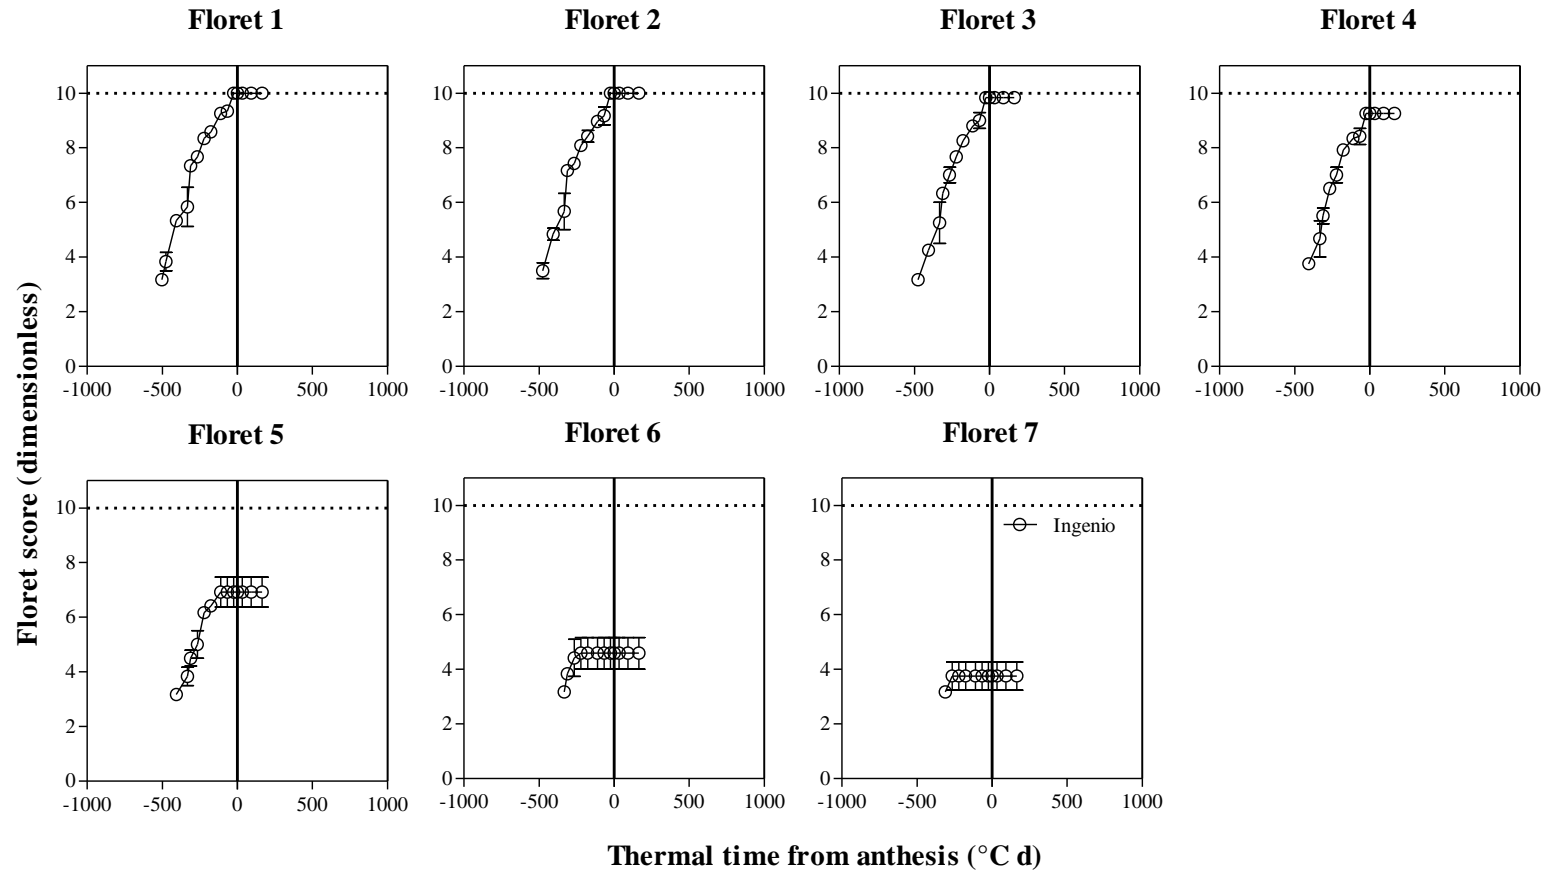 Floret 1 Floret 2 Floret 3 Floret 4
10 10 10 10
8 8 8 8
6 6 6 6
4 4 4 4
2 2 2 2
0 0 0 0
-1000 -500 0 500 1000 -1000 -500 0 500 1000 -1000 -500 0 500 1000 -1000 -500 0 500 1000
Floret score (dimensionless)
Floret 5 Floret 6 Floret 7
10 10 10
Ingenio
8 8 8
6 6 6
4 4 4
2 2 2
0 0 0
-1000 -500 0 500 1000 -1000 -500 0 500 1000 -1000 -500 0 500 1000
Thermal time from anthesis (°C d)